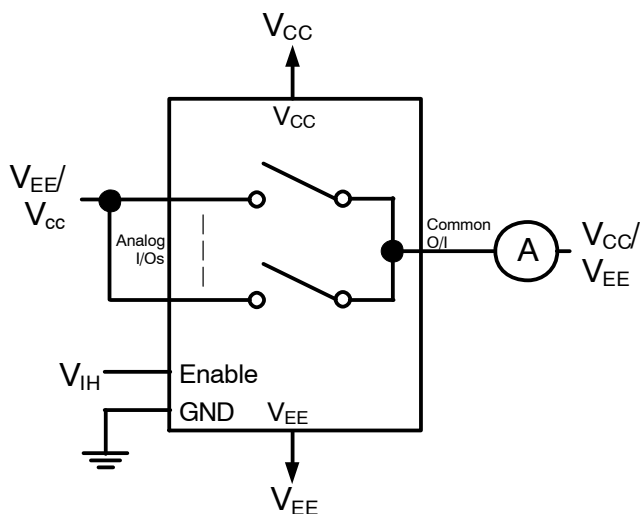 VCC
VCC
VEE/
Vcc
Analog
I/Os
Common
O/I
A
VCC/
VEE
VIH
Enable
GND
VEE
VEE